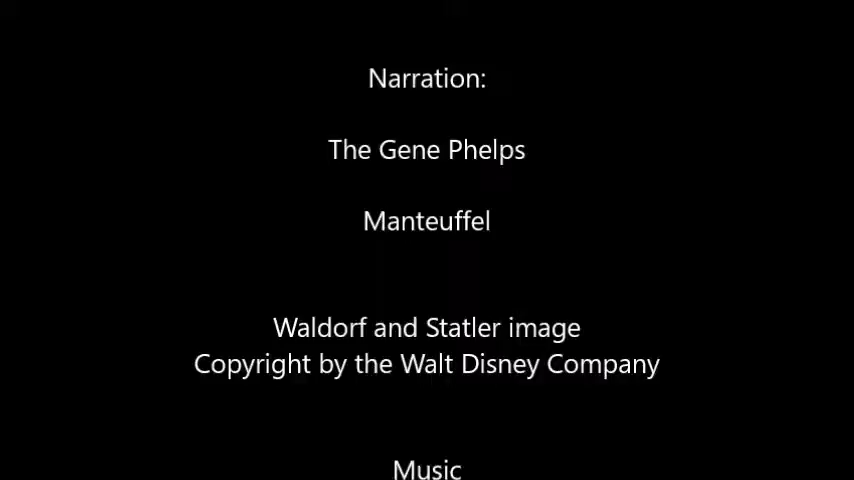 Narration:
The Gene Phelps
Manteuffel
Waldorf and Statler image
Copyright by the Walt Disney Company
Music